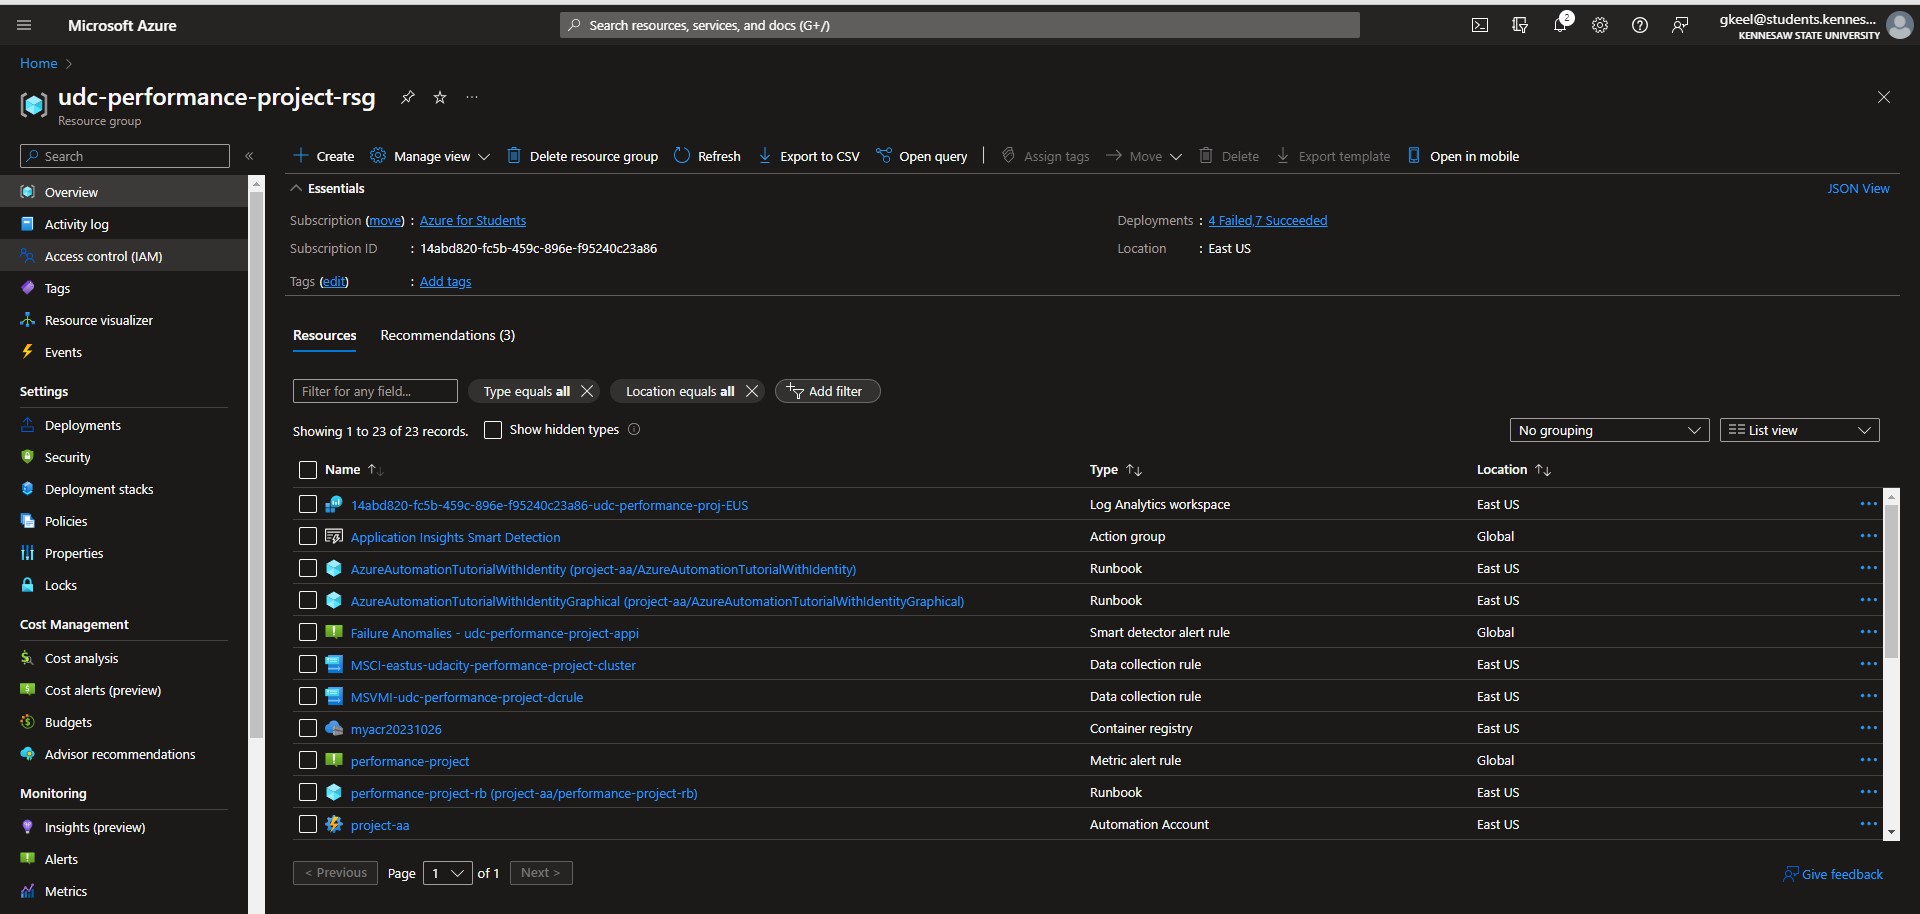 Microsoft Azure
Search resources, services, and docs (G+/)
2
gkeel@students.kennes...
KENNESAW STATE UNIVERSITY
Home
udc-performance-project-rsg
Resource group
Search
Create
Manage view
Delete resource group
Refresh
Export to CSV
Open query
Assign tags
Move
Delete
Export template
Open in mobile
Overview
Activity log
Access control (IAM)
Tags
Resource visualizer
Events
Settings
Deployments
Security
Deployment stacks
Policies
Properties
Locks
Cost Management
Cost analysis
Cost alerts (preview)
Budgets
Advisor recommendations
Monitoring
Insights (preview)
Alerts
Metrics
Essentials
JSON View
Subscription (move) : Azure for Students
Deployments : 4 Failed,7 Succeeded
Subscription ID : 14abd820-fc5b-459c-896e-f95240c23a86
Location : East US
Tags (edit) : Add tags
Resources Recommendations (3)
Filter for any field... Type equals all Location equals all Add filter
Showing 1 to 23 of 23 records. Show hidden types
No grouping List view
Name Type Location
14abd820-fc5b-459c-896e-f95240c23a86-udc-performance-proj-EUS Log Analytics workspace East US
Application Insights Smart Detection Action group Global
AzureAutomationTutorialWithIdentity (project-aa/AzureAutomationTutorialWithIdentity) Runbook East US
AzureAutomationTutorialWithIdentityGraphical (project-aa/AzureAutomationTutorialWithIdentityGraphical) Runbook East US
Failure Anomalies - udc-performance-project-appi Smart detector alert rule Global
MSCI-eastus-udacity-performance-project-cluster Data collection rule East US
MSVMI-udc-performance-project-dcrule Data collection rule East US
myacr20231026 Container registry East US
performance-project Metric alert rule Global
performance-project-rb (project-aa/performance-project-rb) Runbook East US
project-aa Automation Account East US
< Previous Page 1 of 1 Next >
Give feedback